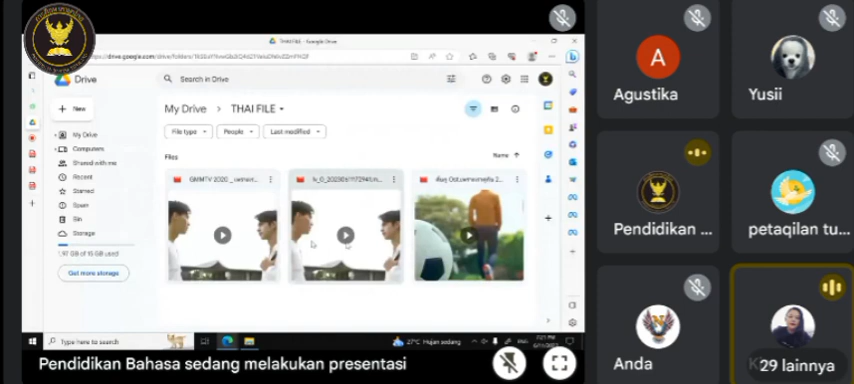 THAI FILE - Google Drive
Drive
Search in Drive
New
My Drive
Computers
Shared with me
Recent
Starred
Spam
Bin
Storage
1.97 GB of 15 GB used
Get more storage
My Drive > THAI FILE
File type
People
Last modified
Files
Name
GMMTV 2020
Type here to search
27°C Hujan sedang
Pendidikan Bahasa sedang melakukan presentasi
A
Agustika
Yusii
Pendidikan ...
petaqilan tu...
Anda
29 lainnya